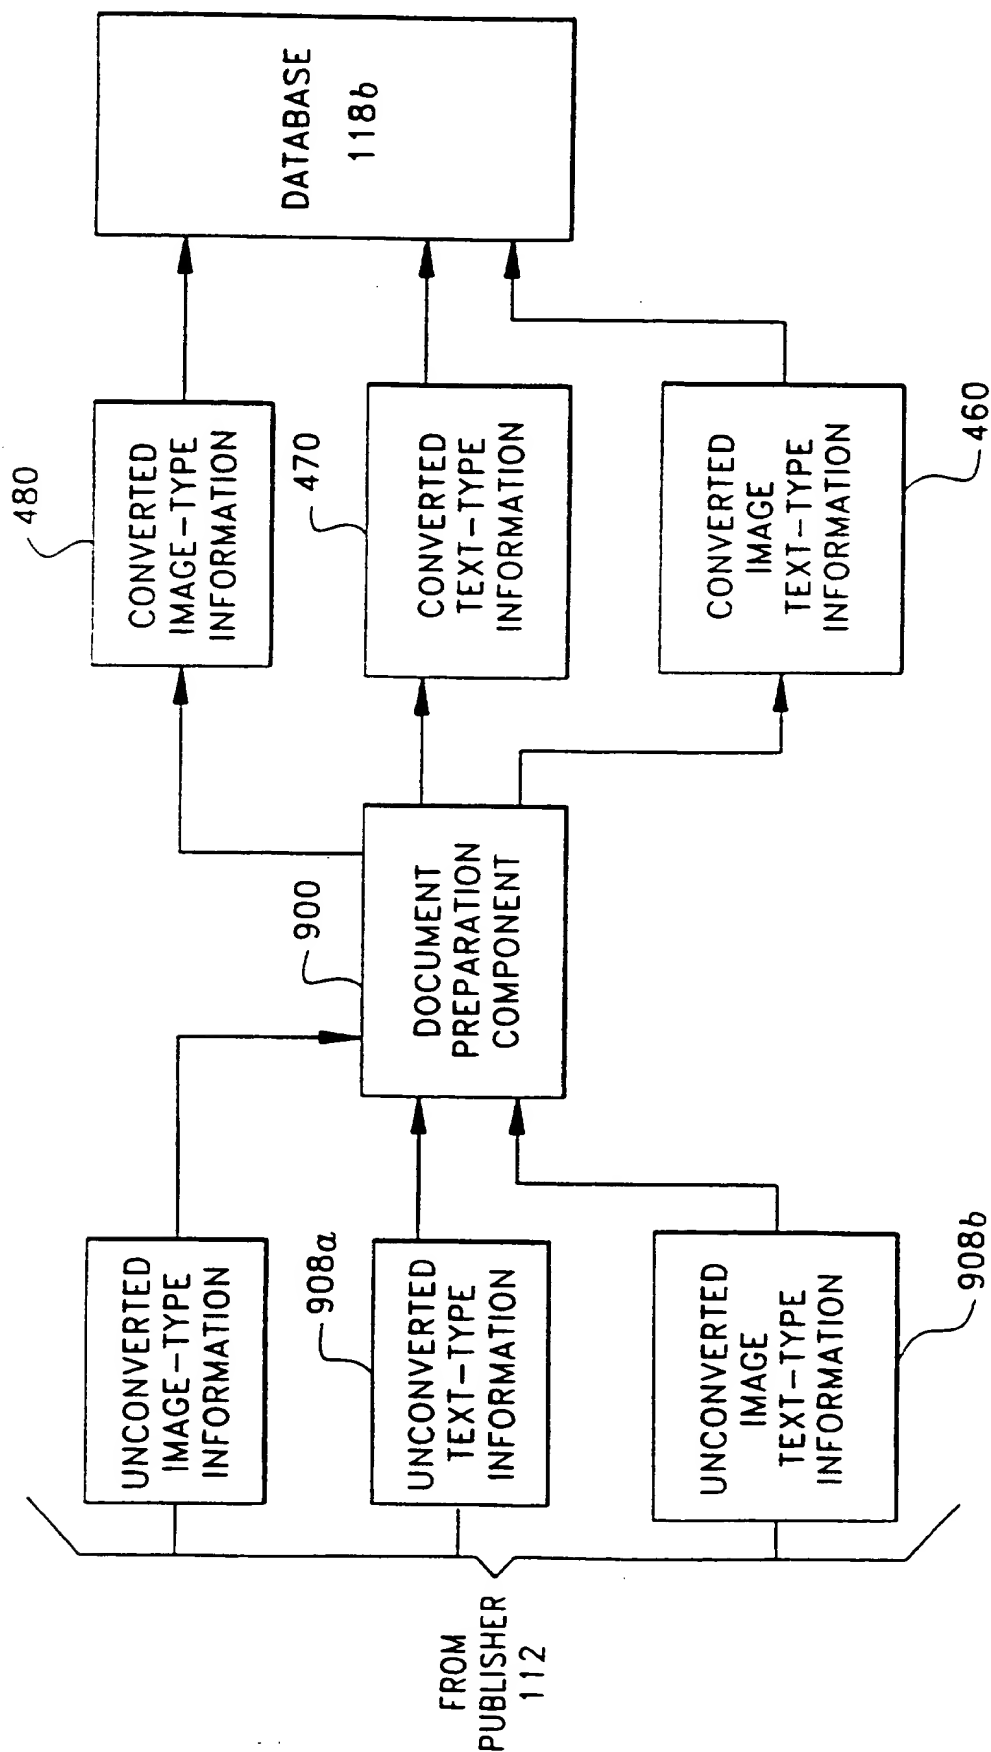 FROM
PUBLISHER
112
UNCONVERTED
IMAGE-TYPE
INFORMATION
908a
UNCONVERTED
TEXT-TYPE
INFORMATION
UNCONVERTED
IMAGE
TEXT-TYPE
INFORMATION
908b
900
DOCUMENT
PREPARATION
COMPONENT
480
CONVERTED
IMAGE-TYPE
INFORMATION
470
CONVERTED
TEXT-TYPE
INFORMATION
CONVERTED
IMAGE
TEXT-TYPE
INFORMATION
460
DATABASE
118b